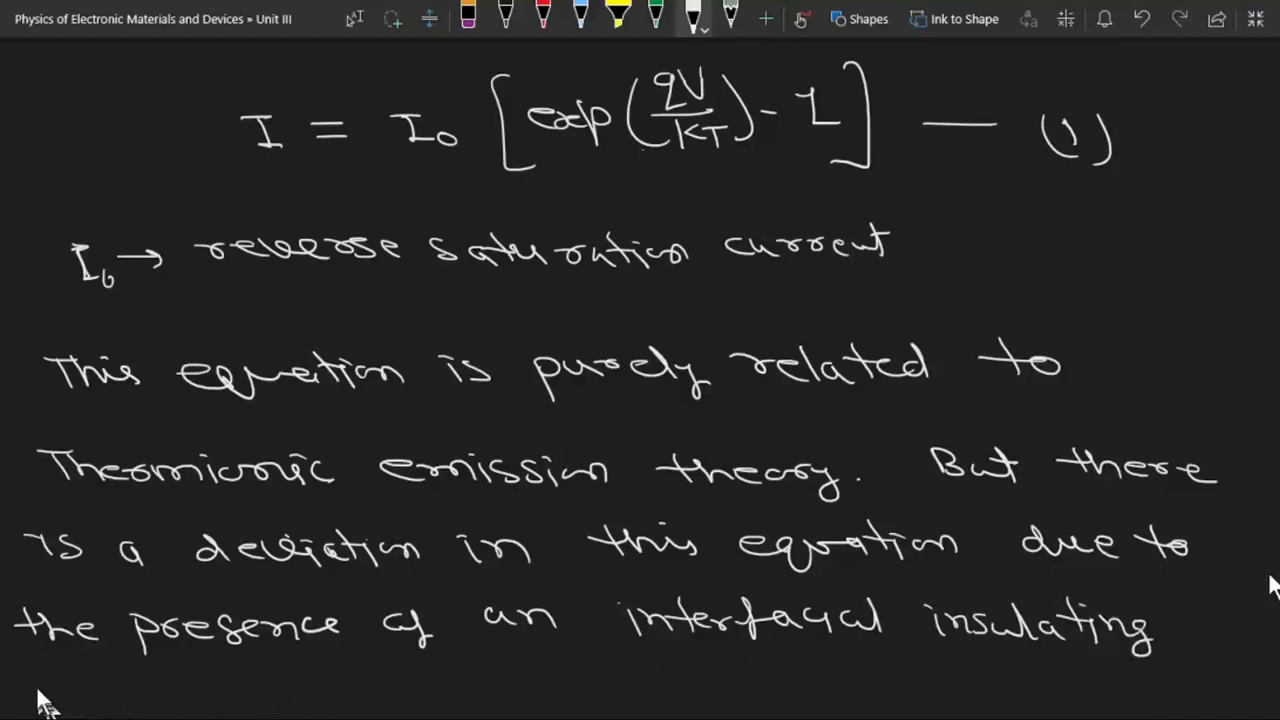 Physics of Electronic Materials and Devices » Unit III
Shapes
Ink to Shape
I = I₀ [exp(qV/KT) - 1] — (1)
I₀ → reverse saturation current
This equation is purely related to
Thermionic emission theory. But there
is a deviation in this equation due to
the presence of an interfacial insulating